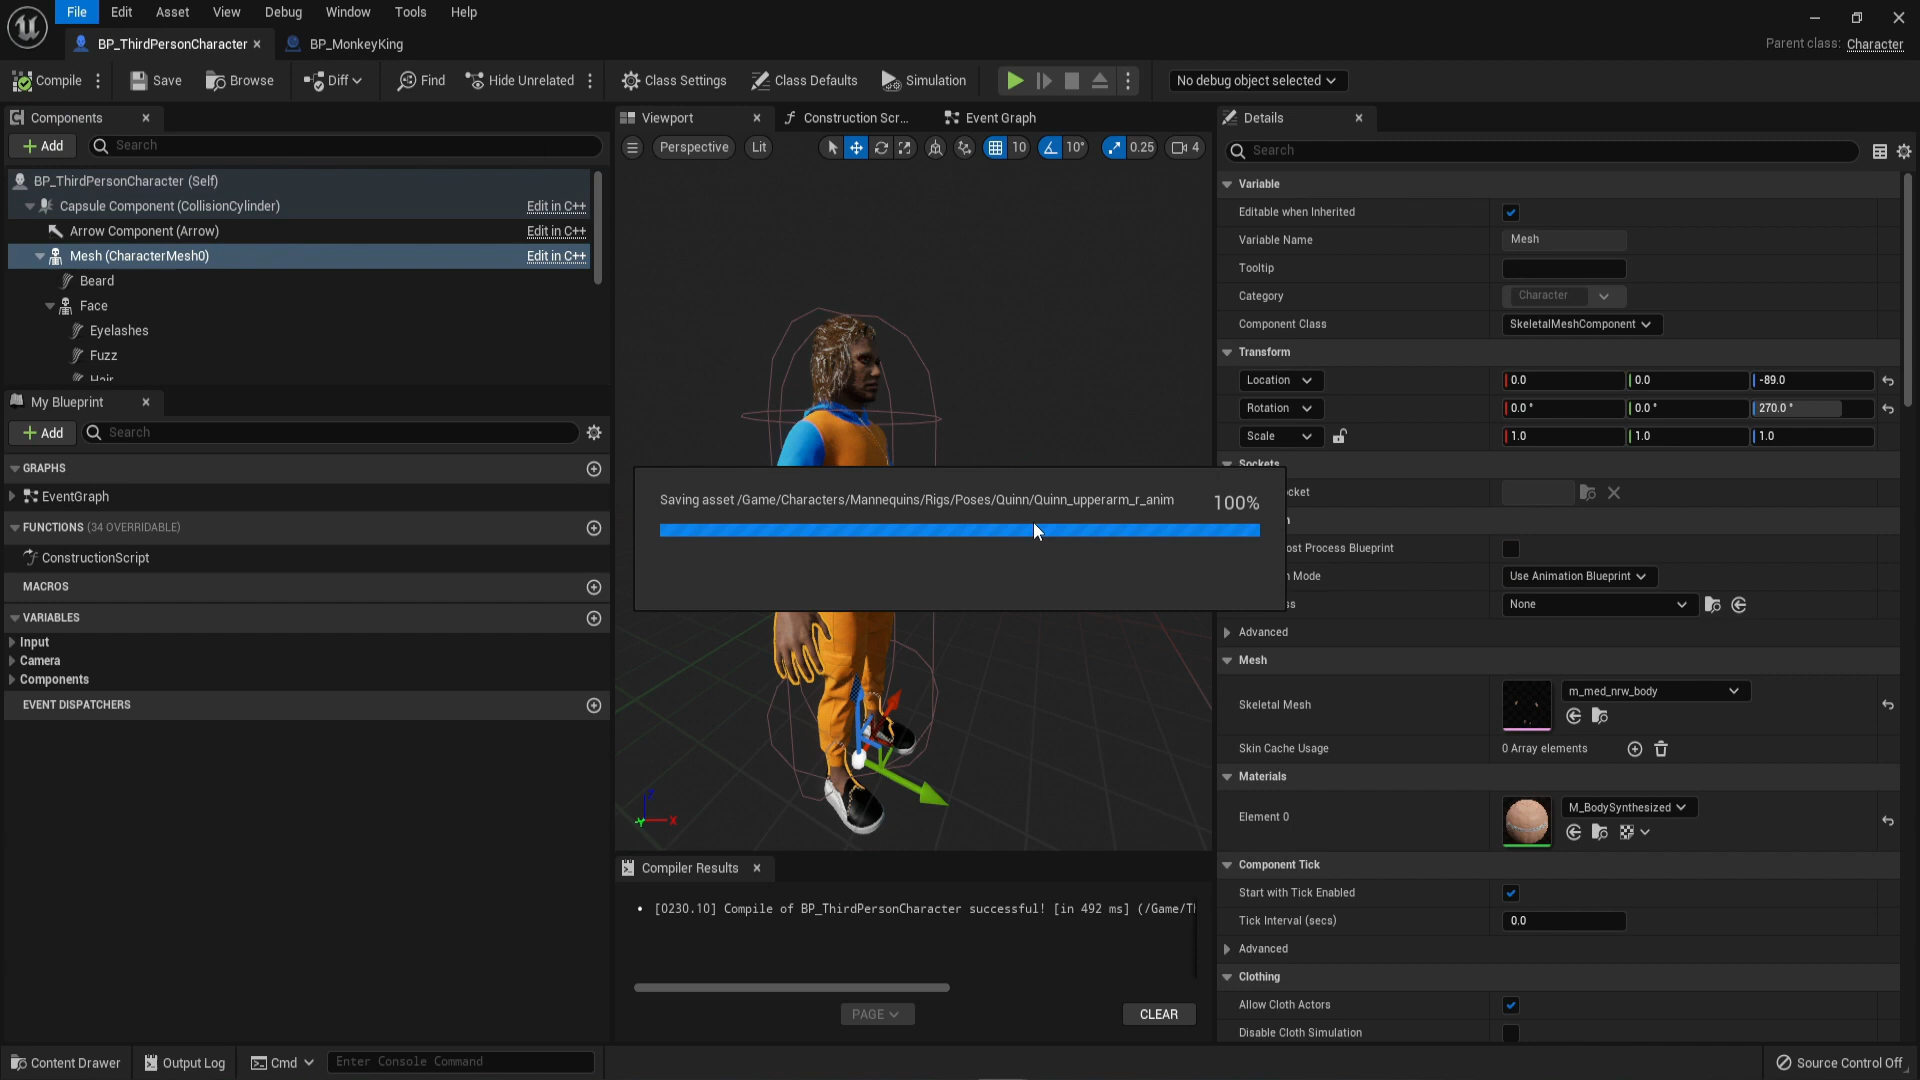 File Edit Asset View Debug Window Tools Help
BP_ThirdPersonCharacter BP_MonkeyKing
Parent class: Character
Compile Save Browse Diff Find Hide Unrelated Class Settings Class Defaults Simulation No debug object selected
Components
Add Search
BP_ThirdPersonCharacter (Self)
Capsule Component (CollisionCylinder) Edit in C++
Arrow Component (Arrow) Edit in C++
Mesh (CharacterMesh0) Edit in C++
Beard
Face
Eyelashes
Fuzz
Hair
My Blueprint
Add Search
GRAPHS
EventGraph
FUNCTIONS (34 OVERRIDABLE)
ConstructionScript
MACROS
VARIABLES
Input
Camera
Components
EVENT DISPATCHERS
Viewport Construction Scr... Event Graph
Perspective Lit 10 10° 0.25 4
Saving asset /Game/Characters/Mannequins/Rigs/Poses/Quinn/Quinn_upperarm_r_anim 100%
Z
Y X
Compiler Results
• [0230.10] Compile of BP_ThirdPersonCharacter successful! [in 492 ms] (/Game/Th
PAGE CLEAR
Details
Search
Variable
Editable when Inherited
Variable Name Mesh
Tooltip
Category Character
Component Class SkeletalMeshComponent
Transform
Location 0.0 0.0 -89.0
Rotation 0.0 ° 0.0 ° 270.0 °
Scale 1.0 1.0 1.0
Sockets
ocket
n
ost Process Blueprint
n Mode Use Animation Blueprint
ss None
Advanced
Mesh
Skeletal Mesh m_med_nrw_body
Skin Cache Usage 0 Array elements
Materials
Element 0 M_BodySynthesized
Component Tick
Start with Tick Enabled
Tick Interval (secs) 0.0
Advanced
Clothing
Allow Cloth Actors
Disable Cloth Simulation
Content Drawer Output Log Cmd Enter Console Command Source Control Off